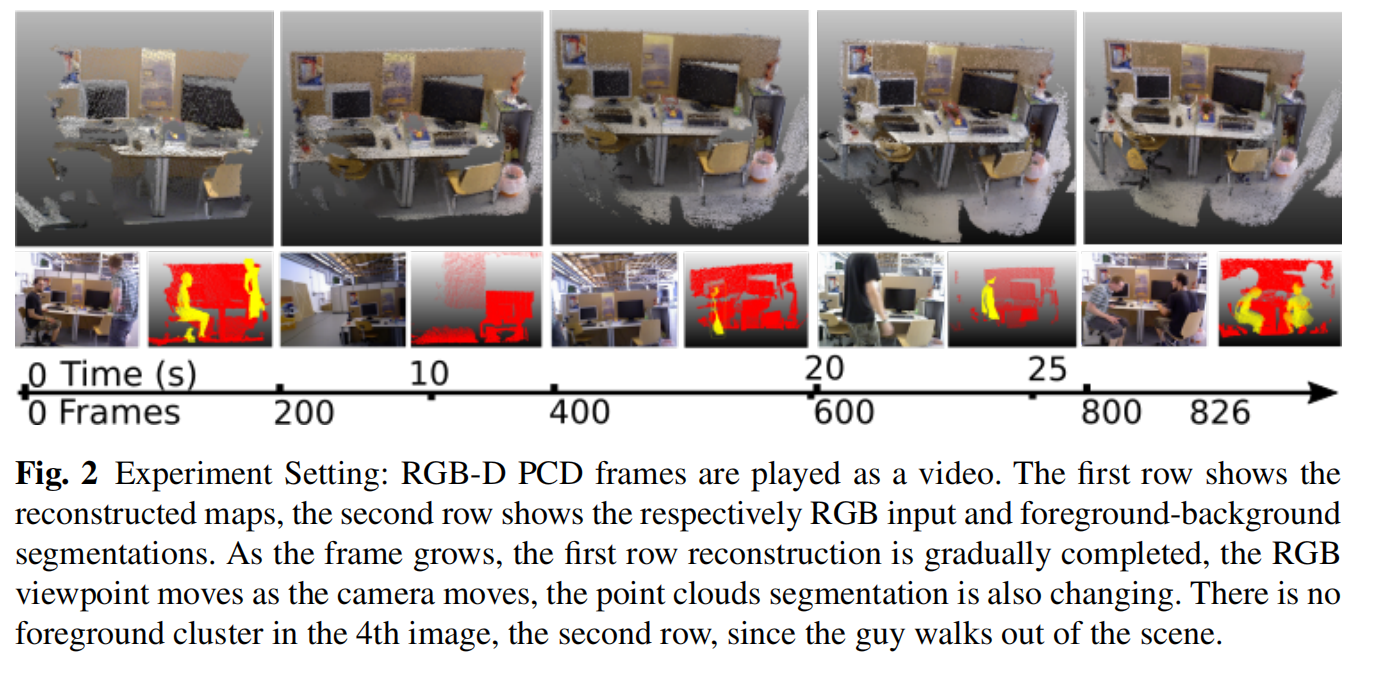 0 Time (s) 10 20 25
0 Frames 200 400 600 800 826
Fig. 2 Experiment Setting: RGB-D PCD frames are played as a video. The first row shows the
reconstructed maps, the second row shows the respectively RGB input and foreground-background
segmentations. As the frame grows, the first row reconstruction is gradually completed, the RGB
viewpoint moves as the camera moves, the point clouds segmentation is also changing. There is no
foreground cluster in the 4th image, the second row, since the guy walks out of the scene.